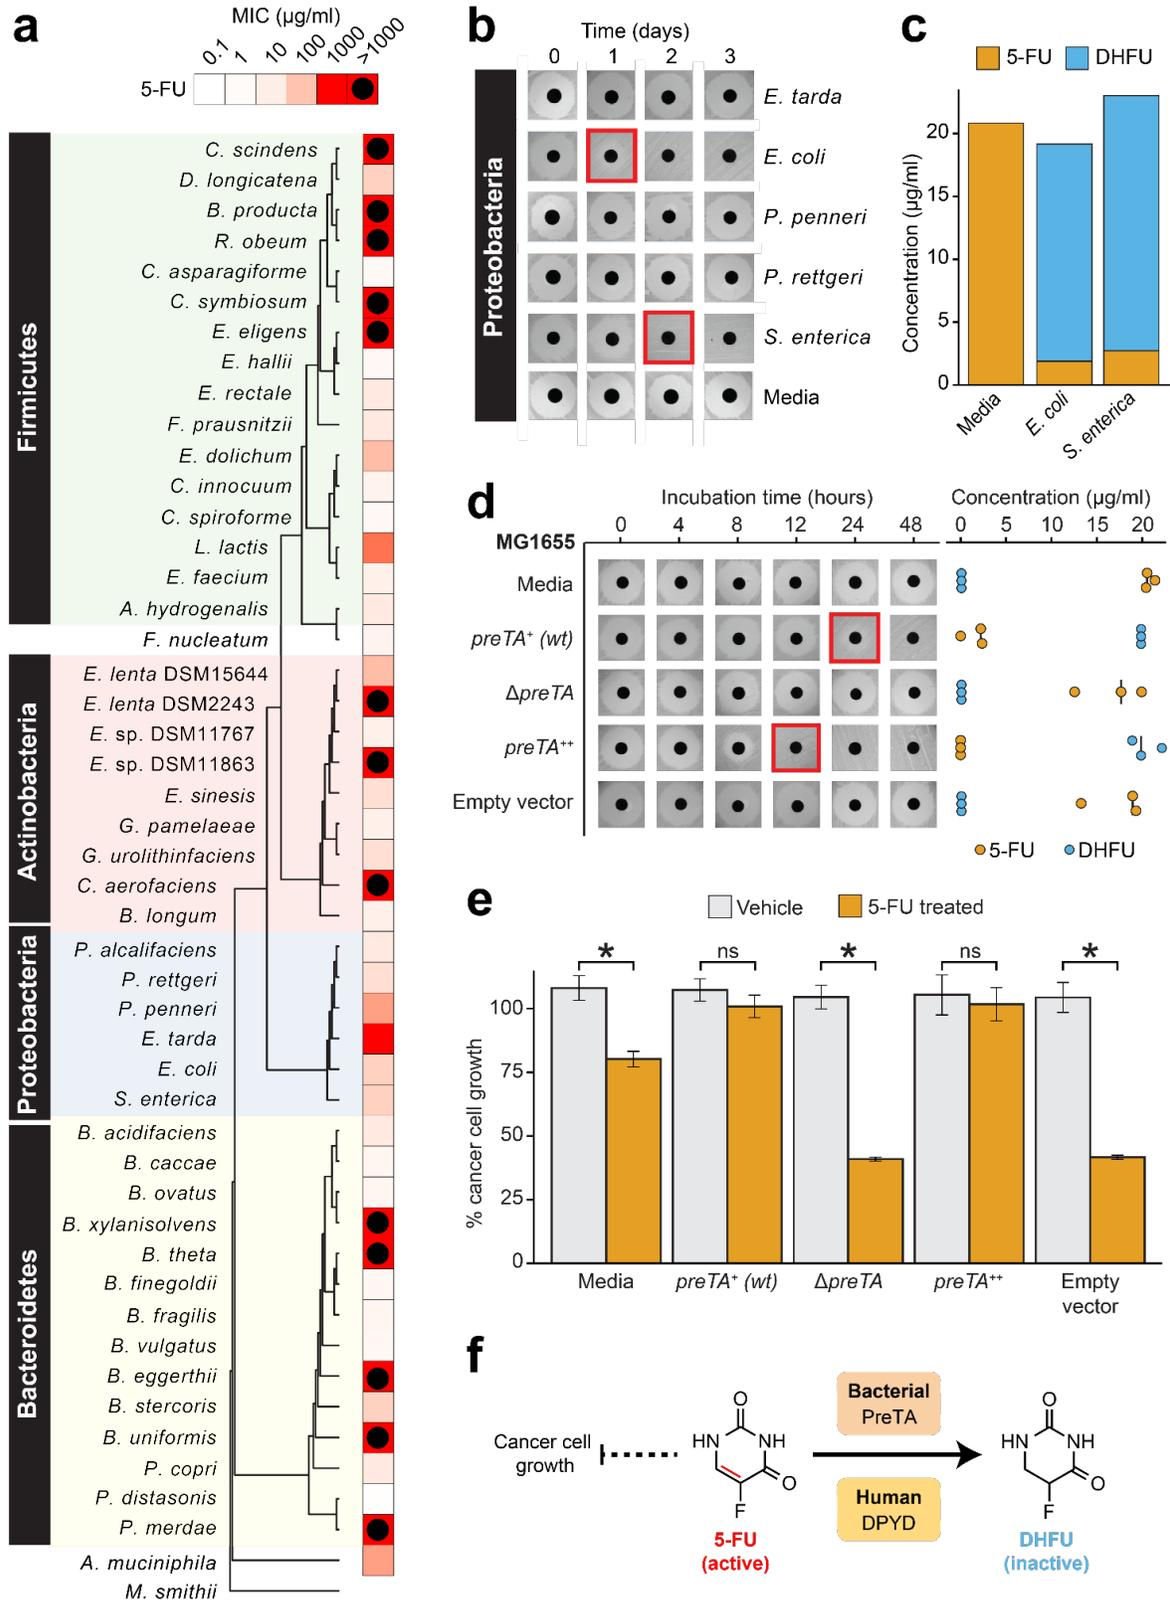 a
MIC (µg/ml)
0.1 1 10 100 1000 >1000
5-FU
Firmicutes
C. scindens
D. longicatena
B. producta
R. obeum
C. asparagiforme
C. symbiosum
E. eligens
E. hallii
E. rectale
F. prausnitzii
E. dolichum
C. innocuum
C. spiroforme
L. lactis
E. faecium
A. hydrogenalis
F. nucleatum
Actinobacteria
E. lenta DSM15644
E. lenta DSM2243
E. sp. DSM11767
E. sp. DSM11863
E. sinesis
G. pamelaeae
G. urolithinfaciens
C. aerofaciens
B. longum
Proteobacteria
P. alcalifaciens
P. rettgeri
P. penneri
E. tarda
E. coli
S. enterica
Bacteroidetes
B. acidifaciens
B. caccae
B. ovatus
B. xylanisolvens
B. theta
B. finegoldii
B. fragilis
B. vulgatus
B. eggerthii
B. stercoris
B. uniformis
P. copri
P. distasonis
P. merdae
A. muciniphila
M. smithii
b
Time (days)
0 1 2 3
Proteobacteria
E. tarda
E. coli
P. penneri
P. rettgeri
S. enterica
Media
c
5-FU DHFU
Concentration (µg/ml)
20
15
10
5
0
Media E. coli S. enterica
d
Incubation time (hours) Concentration (µg/ml)
0 4 8 12 24 48 0 5 10 15 20
MG1655
Media
preTA+ (wt)
ΔpreTA
preTA++
Empty vector
5-FU DHFU
e
Vehicle 5-FU treated
* ns * ns *
% cancer cell growth
100
75
50
25
0
Media preTA+ (wt) ΔpreTA preTA++ Empty
vector
f
Cancer cell
growth
O
HN NH
O
F
5-FU
(active)
Bacterial
PreTA
Human
DPYD
O
HN NH
O
F
DHFU
(inactive)